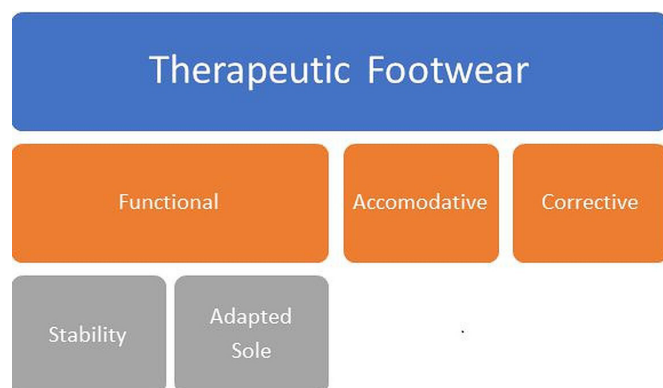 Therapeutic Footwear
Functional
Accomodative
Corrective
Stability
Adapted
Sole